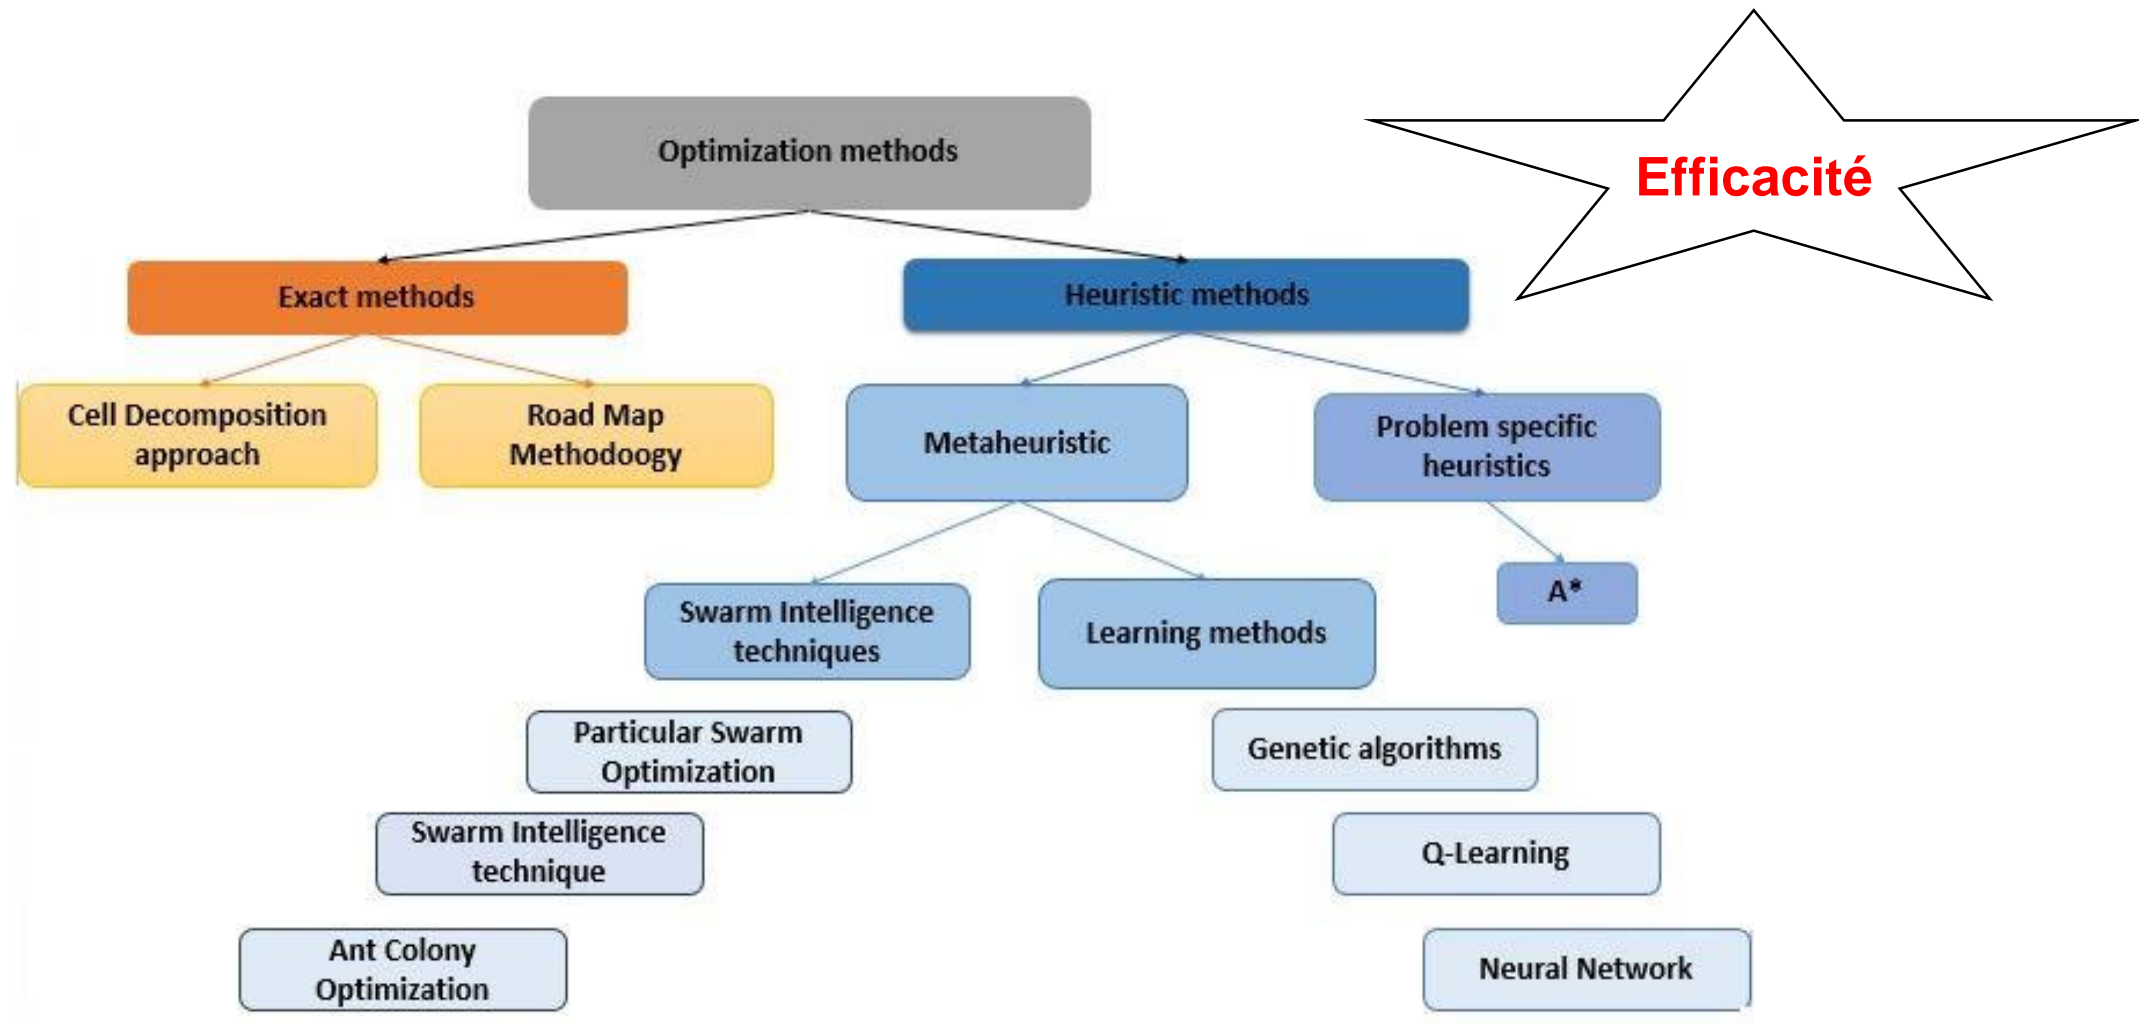 Optimization methods
Efficacité
Exact methods
Heuristic methods
Cell Decomposition
approach
Road Map
Methodoogy
Metaheuristic
Problem specific
heuristics
Swarm Intelligence
techniques
Learning methods
A*
Particular Swarm
Optimization
Genetic algorithms
Swarm Intelligence
technique
Q-Learning
Ant Colony
Optimization
Neural Network